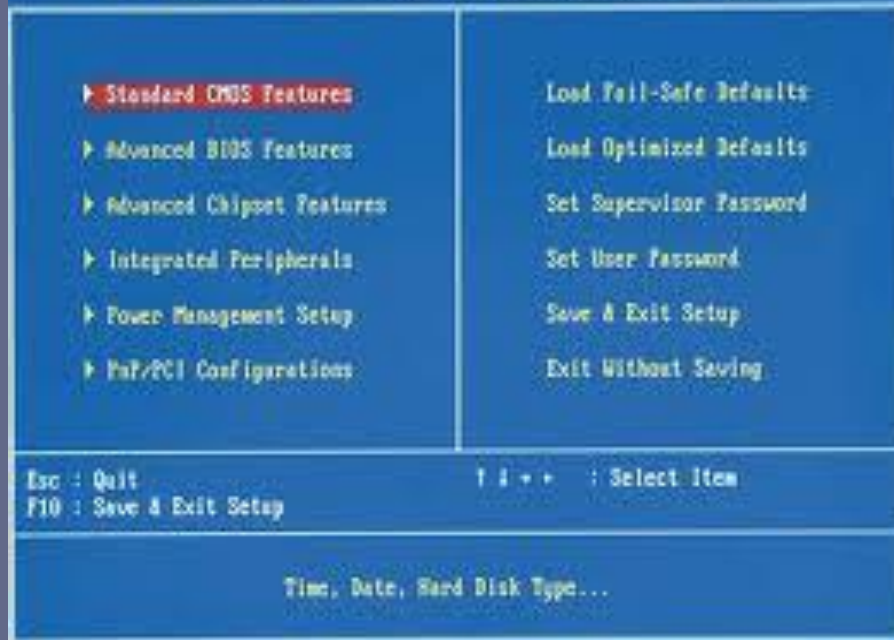 Standard CMOS Features
Advanced BIOS Features
Advanced Chipset Features
Integrated Peripherals
Power Management Setup
PnP/PCI Configurations
Load Fail-Safe Defaults
Load Optimized Defaults
Set Supervisor Password
Set User Password
Save & Exit Setup
Exit Without Saving
Esc : Quit
F10 : Save & Exit Setup
↑ ↓ → ← : Select Item
Time, Date, Hard Disk Type...